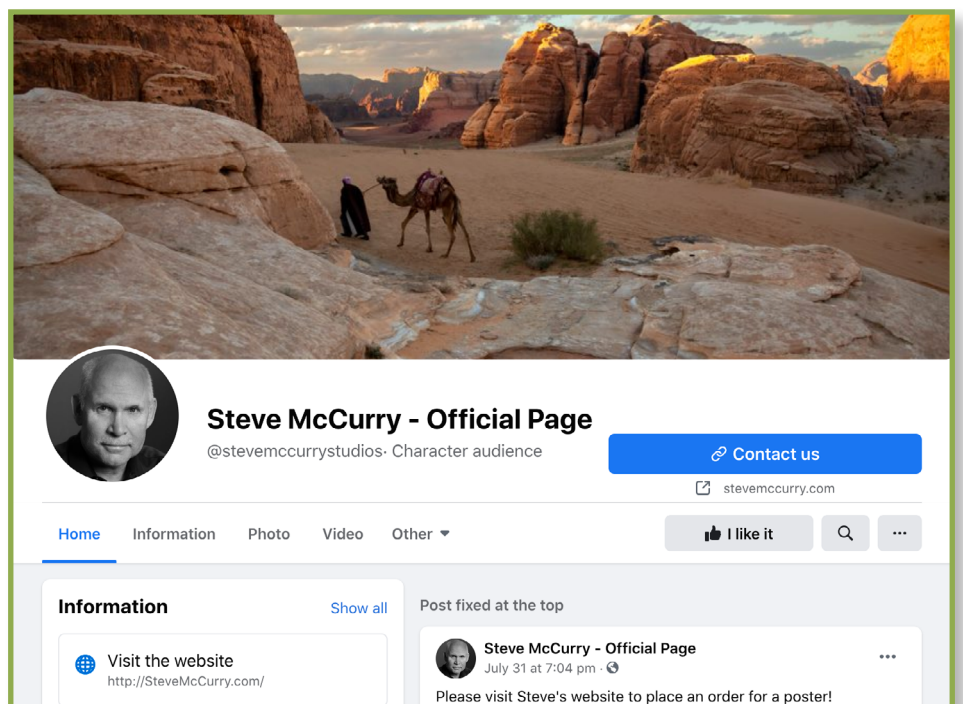 Steve McCurry - Official Page
@stevemccurrystudios· Character audience
Contact us
stevemccurry.com
Home Information Photo Video Other
I like it
Information Show all
Visit the website
http://SteveMcCurry.com/
Post fixed at the top
Steve McCurry - Official Page
July 31 at 7:04 pm ·
Please visit Steve's website to place an order for a poster!